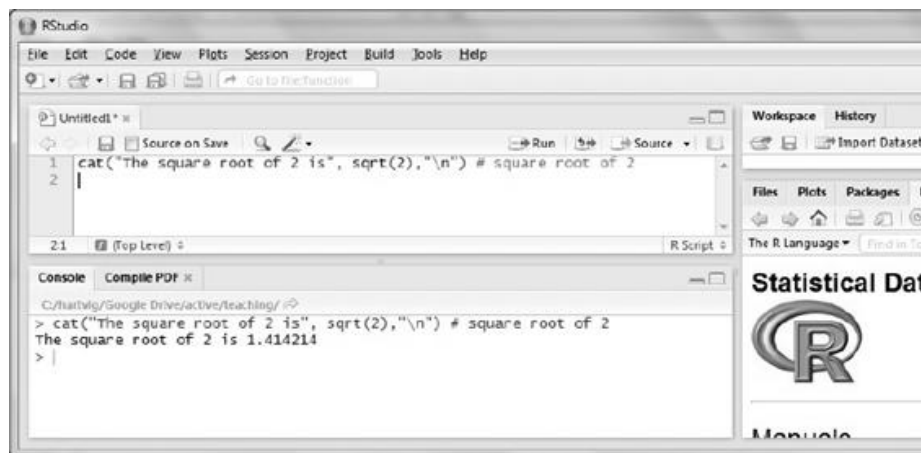 RStudio
File Edit Code View Plots Session Project Build Tools Help
Go to file/function
Untitled1*
Source on Save Run Source
1 cat("The square root of 2 is", sqrt(2),"\n") # square root of 2
2
2:1 (Top Level) R Script
Console Compile PDF
C:/hartvig/Google Drive/active/teaching/
> cat("The square root of 2 is", sqrt(2),"\n") # square root of 2
The square root of 2 is 1.414214
>
Workspace History
Import Dataset
Files Plots Packages
The R Language Find in To
Statistical Dat
R
Manuals